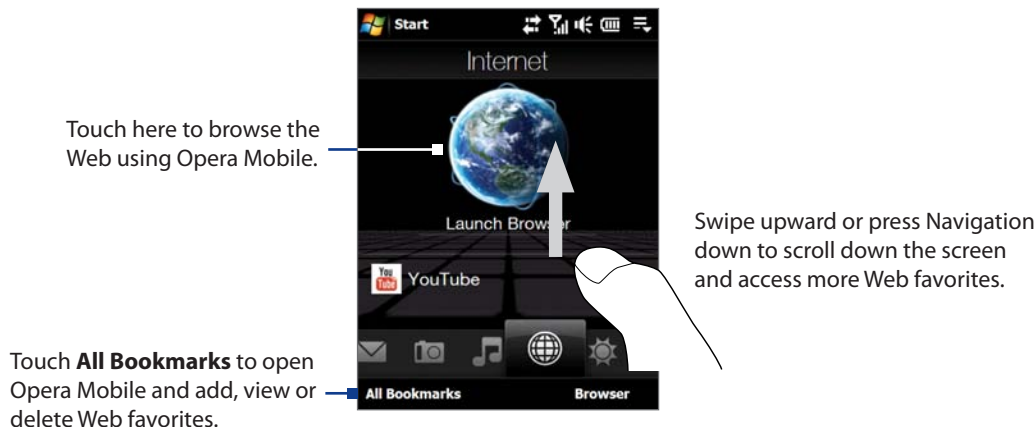 Start
Internet
Touch here to browse the
Web using Opera Mobile.
Launch Browser
Swipe upward or press Navigation
down to scroll down the screen
and access more Web favorites.
You
Tube
YouTube
Touch All Bookmarks to open
Opera Mobile and add, view or
delete Web favorites.
All Bookmarks
Browser